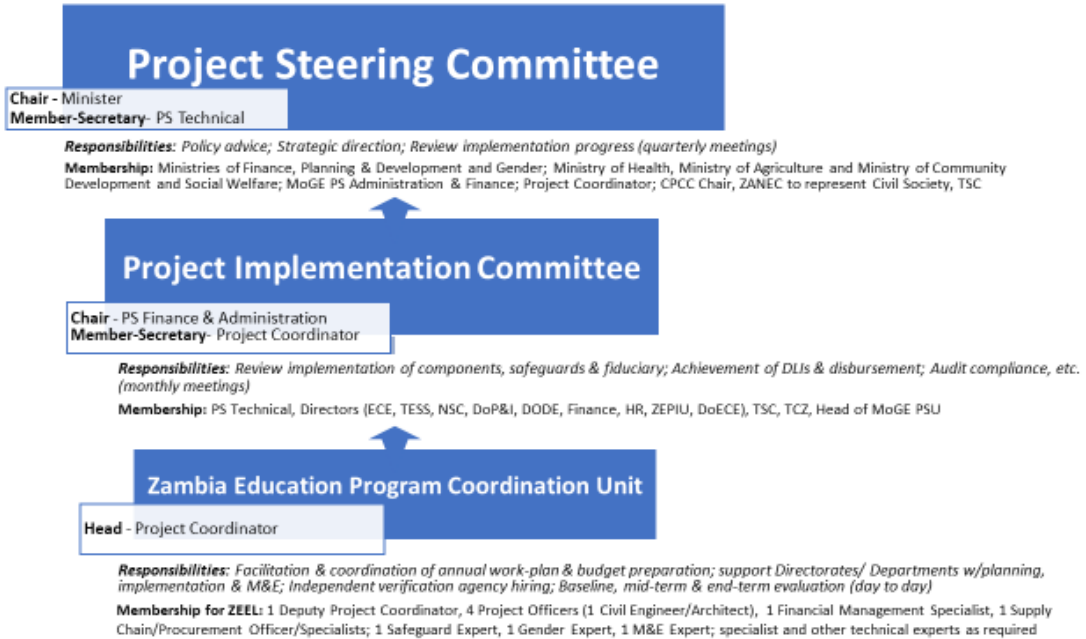 Project Steering Committee
Chair - Minister
Member-Secretary- PS Technical
Responsibilities: Policy advice; Strategic direction; Review implementation progress (quarterly meetings)
Membership: Ministries of Finance, Planning & Development and Gender; Ministry of Health, Ministry of Agriculture and Ministry of Community
Development and Social Welfare; MoGE PS Administration & Finance; Project Coordinator; CPCC Chair, ZANEC to represent Civil Society, TSC
Project Implementation Committee
Chair - PS Finance & Administration
Member-Secretary- Project Coordinator
Responsibilities: Review implementation of components, safeguards & fiduciary; Achievement of DLIs & disbursement; Audit compliance, etc.
(monthly meetings)
Membership: PS Technical, Directors (ECE, TESS, NSC, DoP&I, DODE, Finance, HR, ZEPIU, DoECE), TSC, TCZ, Head of MoGE PSU
Zambia Education Program Coordination Unit
Head - Project Coordinator
Responsibilities: Facilitation & coordination of annual work-plan & budget preparation; support Directorates/ Departments w/planning,
implementation & M&E; Independent verification agency hiring; Baseline, mid-term & end-term evaluation (day to day)
Membership for ZEEL: 1 Deputy Project Coordinator, 4 Project Officers (1 Civil Engineer/Architect), 1 Financial Management Specialist, 1 Supply
Chain/Procurement Officer/Specialists; 1 Safeguard Expert, 1 Gender Expert, 1 M&E Expert; specialist and other technical experts as required